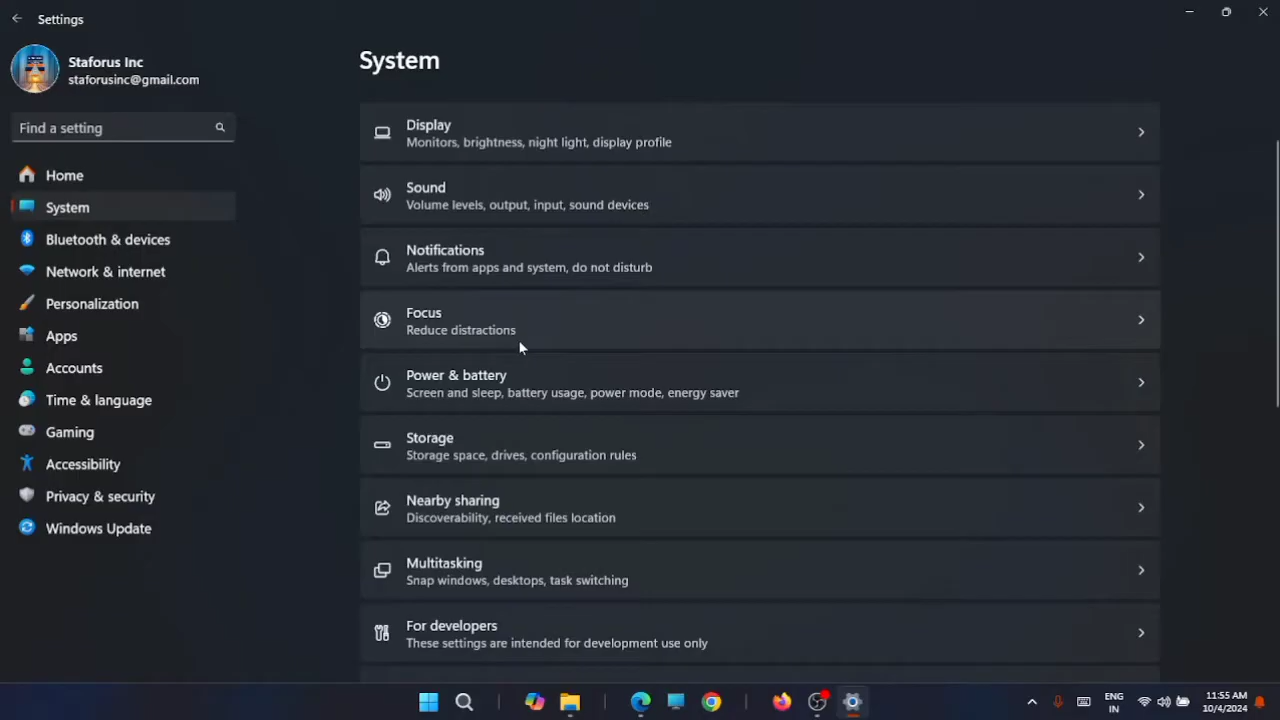 Settings
Staforus Inc
staforusinc@gmail.com
Find a setting
Home
System
Bluetooth & devices
Network & internet
Personalization
Apps
Accounts
Time & language
Gaming
Accessibility
Privacy & security
Windows Update
System
Display
Monitors, brightness, night light, display profile
Sound
Volume levels, output, input, sound devices
Notifications
Alerts from apps and system, do not disturb
Focus
Reduce distractions
Power & battery
Screen and sleep, battery usage, power mode, energy saver
Storage
Storage space, drives, configuration rules
Nearby sharing
Discoverability, received files location
Multitasking
Snap windows, desktops, task switching
For developers
These settings are intended for development use only
ENG
IN
11:55 AM
10/4/2024